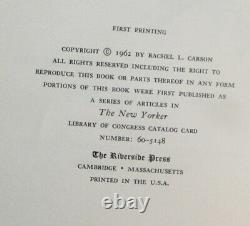 FIRST PRINTING
COPYRIGHT © 1962 BY RACHEL L. CARSON
ALL RIGHTS RESERVED INCLUDING THE RIGHT TO
REPRODUCE THIS BOOK OR PARTS THEREOF IN ANY FORM
PORTIONS OF THIS BOOK WERE FIRST PUBLISHED AS
A SERIES OF ARTICLES IN
The New Yorker
LIBRARY OF CONGRESS CATALOG CARD
NUMBER: 60-5148
The Riverside Press
CAMBRIDGE • MASSACHUSETTS
PRINTED IN THE U.S.A.
© worthopedia